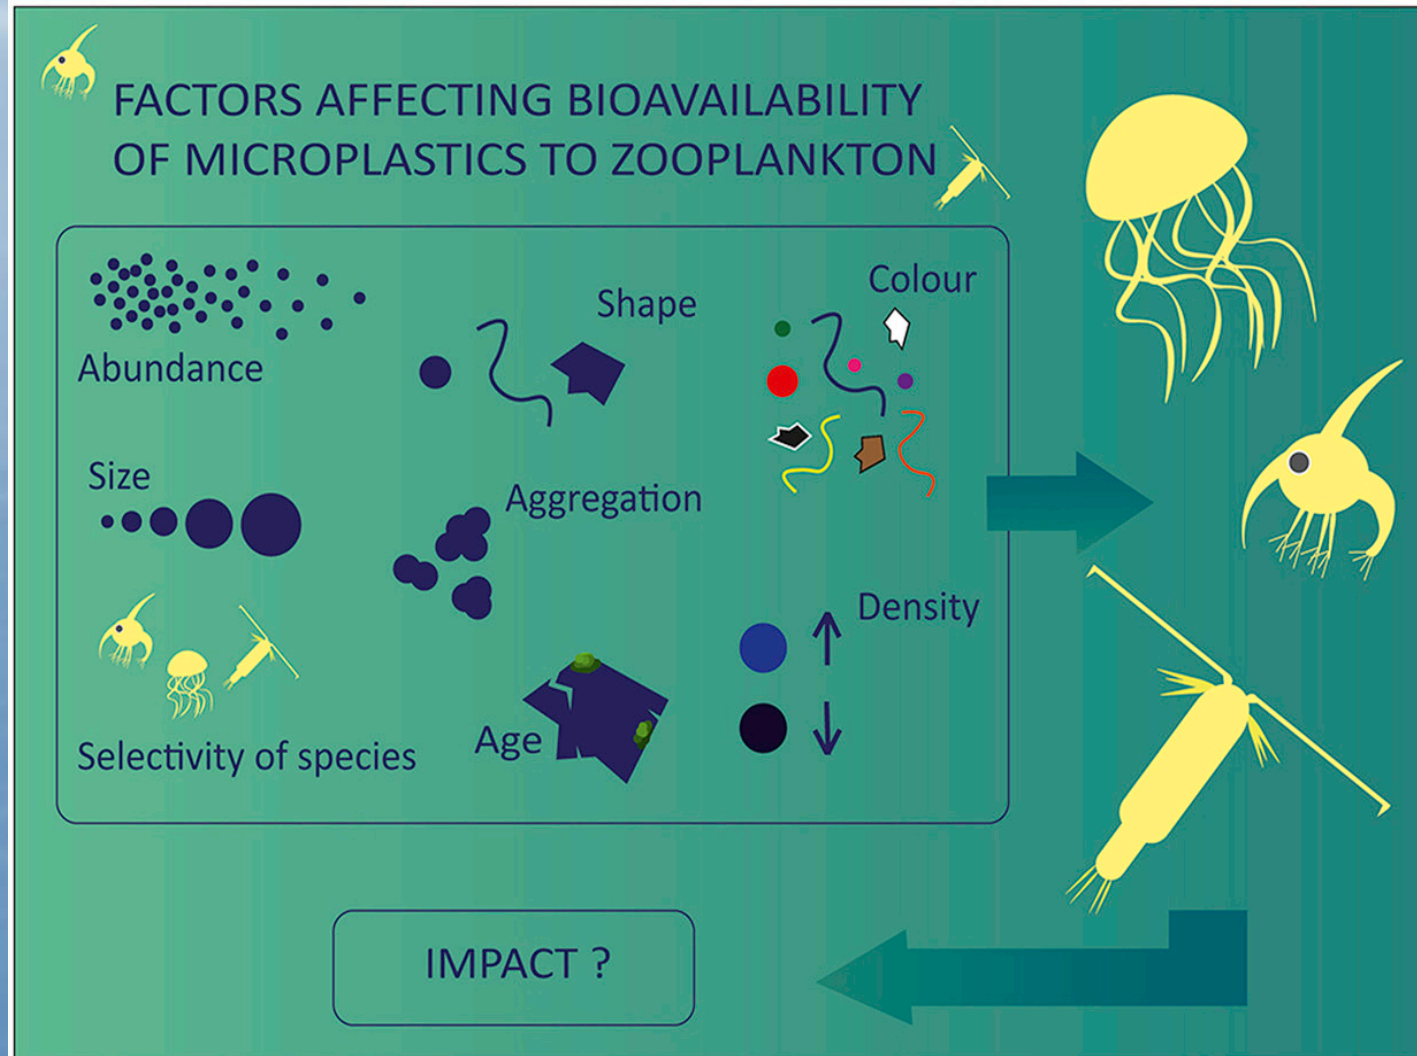 FACTORS AFFECTING BIOAVAILABILITY
OF MICROPLASTICS TO ZOOPLANKTON
Abundance
Shape
Colour
Size
Aggregation
Density
Selectivity of species
Age
IMPACT ?